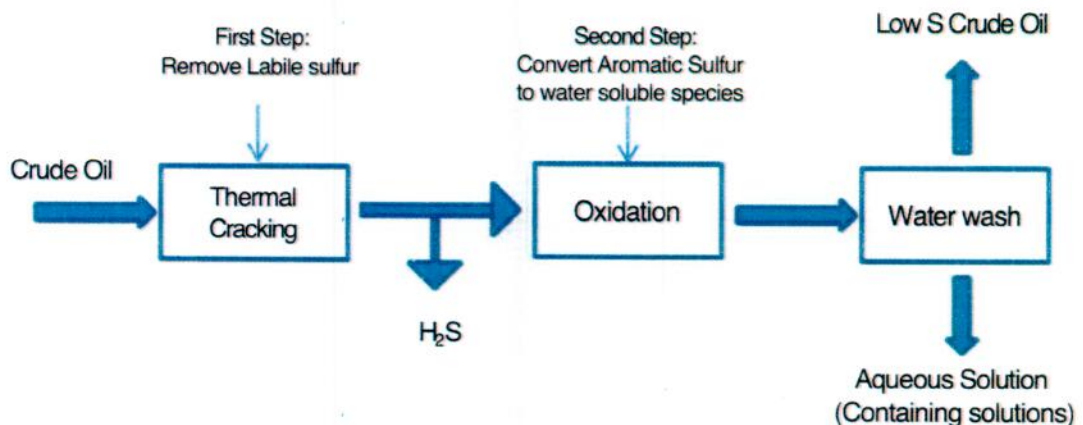 First Step:
Remove Labile sulfur
Second Step:
Convert Aromatic Sulfur
to water soluble species
Low S Crude Oil
Crude Oil
Thermal
Cracking
Oxidation
Water wash
H₂S
Aqueous Solution
(Containing solutions)